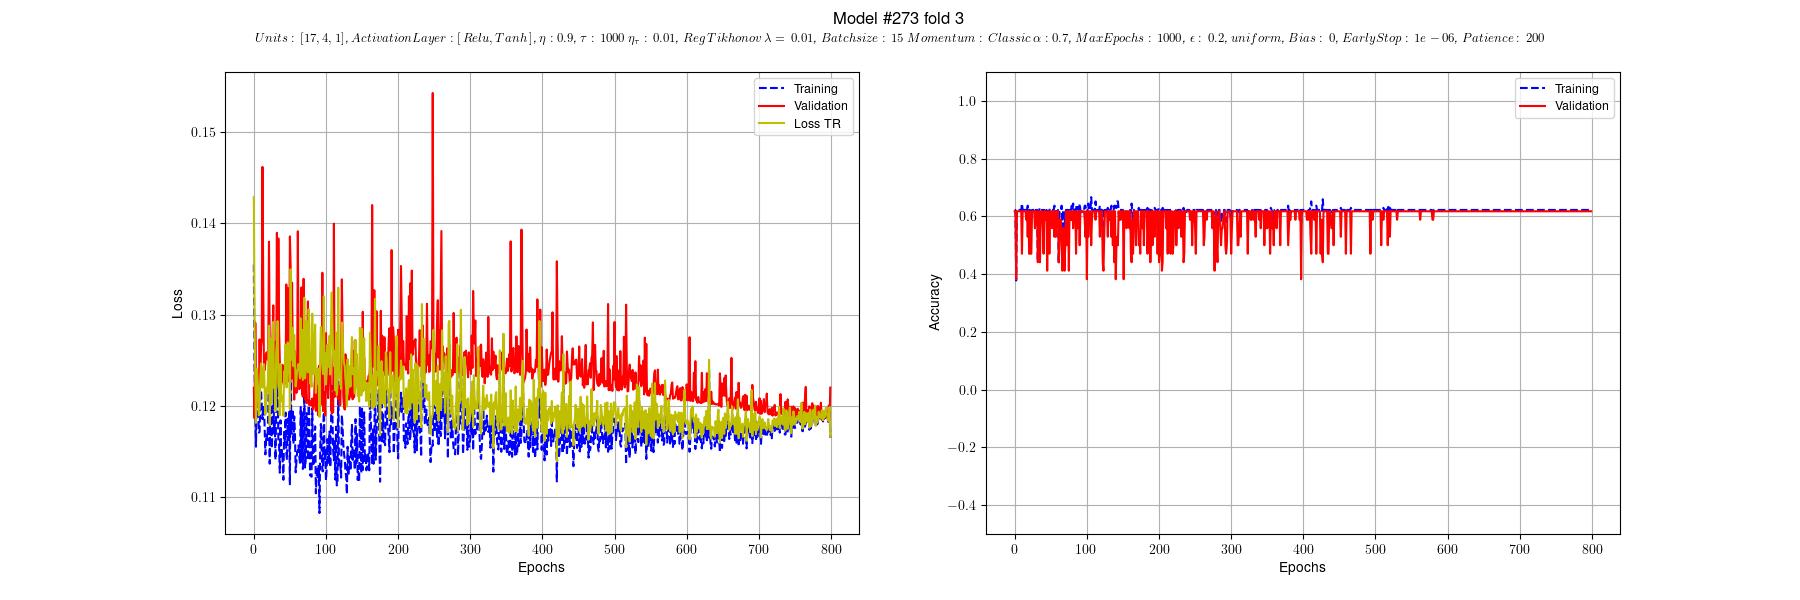 Model #273 fold 3
Units : [17, 4, 1], ActivationLayer : [ Relu, Tanh ], η : 0.9, τ : 1000 ητ : 0.01, RegTikhonov λ = 0.01, Batchsize : 15 Momentum : Classic α : 0.7, MaxEpochs : 1000, ϵ : 0.2, uniform, Bias : 0, EarlyStop : 1e − 06, Patience : 200
Training
Validation
Loss TR
0.15
0.14
0.13
0.12
0.11
Loss
0 100 200 300 400 500 600 700 800
Epochs
Training
Validation
1.0
0.8
0.6
0.4
0.2
0.0
−0.2
−0.4
Accuracy
0 100 200 300 400 500 600 700 800
Epochs